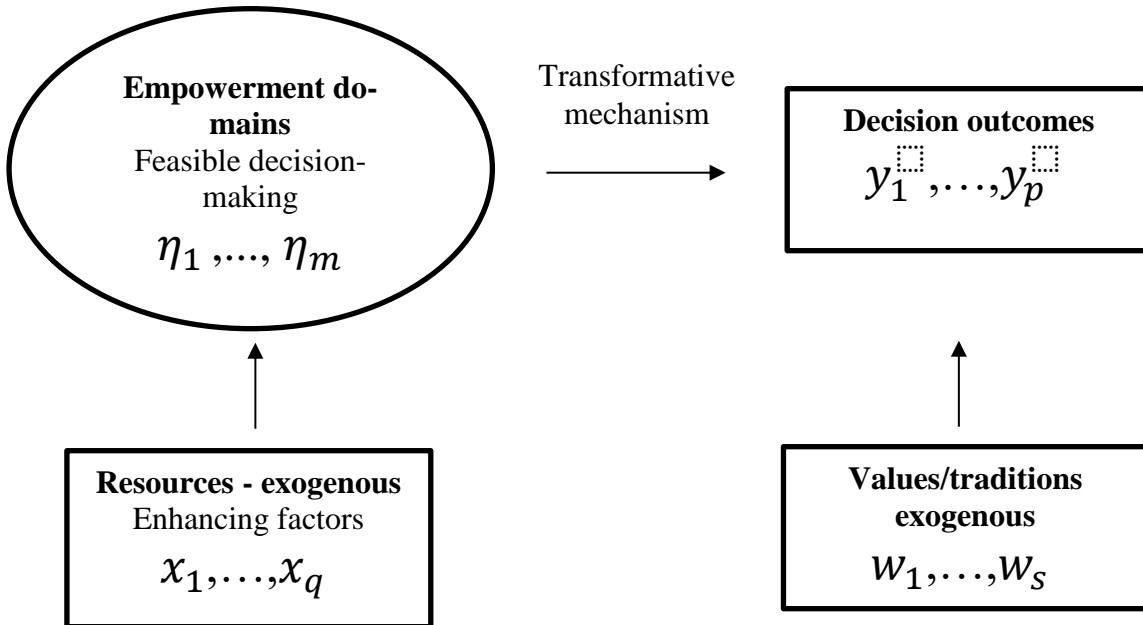 Empowerment do-
mains
Feasible decision-
making
η₁ ,..., ηₘ
Transformative
mechanism
Decision outcomes
y₁,...,yₚ
Resources - exogenous
Enhancing factors
x₁,...,x_q
Values/traditions
exogenous
w₁,...,wₛ